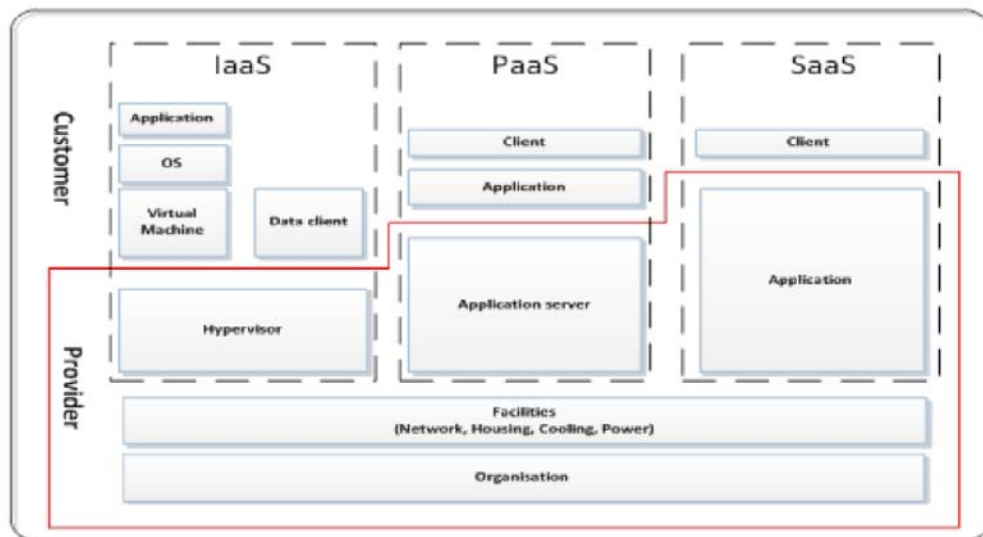 IaaS
PaaS
SaaS
Customer
Application
OS
Virtual
Machine
Data client
Client
Application
Client
Provider
Hypervisor
Application server
Application
Facilities
(Network, Housing, Cooling, Power)
Organisation